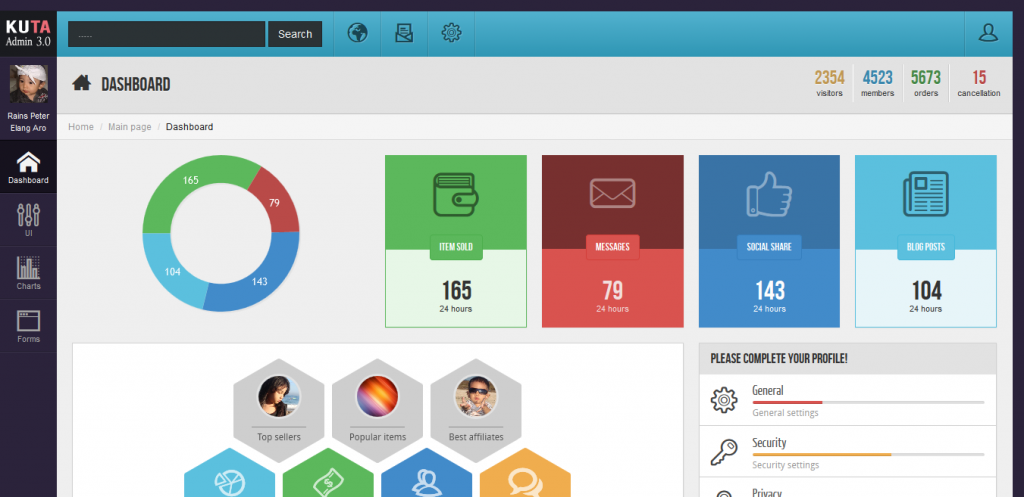 KUTA
Admin 3.0
.....
Search
Rains Peter
Elang Aro
Dashboard
UI
Charts
Forms
DASHBOARD
2354
visitors
4523
members
5673
orders
15
cancellation
Home / Main page / Dashboard
165
79
104
143
ITEM SOLD
165
24 hours
MESSAGES
79
24 hours
SOCIAL SHARE
143
24 hours
BLOG POSTS
104
24 hours
Top sellers
Popular items
Best affiliates
PLEASE COMPLETE YOUR PROFILE!
General
General settings
Security
Security settings
Privacy